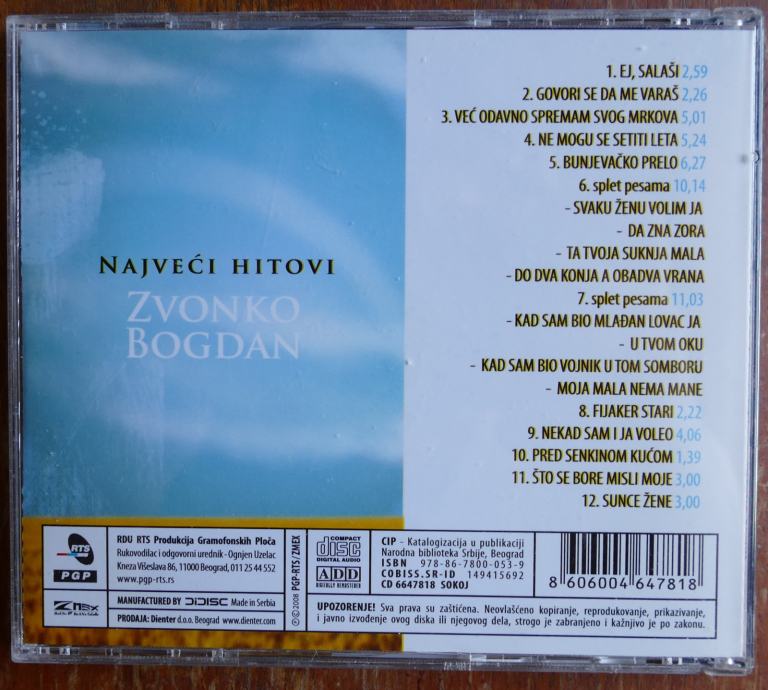 NAJVEĆI HITOVI
ZVONKO
BOGDAN
1. EJ, SALAŠI 2,59
2. GOVORI SE DA ME VARAŠ 2,26
3. VEĆ ODAVNO SPREMAM SVOG MRKOVA 5,01
4. NE MOGU SE SETITI LETA 5,24
5. BUNJEVAČKO PRELO 6,27
6. splet pesama 10,14
- SVAKU ŽENU VOLIM JA
- DA ZNA ZORA
- TA TVOJA SUKNJA MALA
- DO DVA KONJA A OBADVA VRANA
7. splet pesama 11,03
- KAD SAM BIO MLAĐAN LOVAC JA
- U TVOM OKU
- KAD SAM BIO VOJNIK U TOM SOMBORU
- MOJA MALA NEMA MANE
8. FIJAKER STARI 2,22
9. NEKAD SAM I JA VOLEO 4,06
10. PRED SENKINOM KUĆOM 1,39
11. ŠTO SE BORE MISLI MOJE 3,00
12. SUNCE ŽENE 3,00
RTS
PGP
RDU RTS Produkcija Gramofonskih Ploča
Rukovodilac i odgovorni urednik - Ognjen Uzelac
Kneza Višeslava 86, 11000 Beograd, 011 25 44 552
www.pgp-rts.rs
MANUFACTURED BY DIDISC Made in Serbia
PRODAJA: Dienter d.o.o. Beograd www.dienter.com
©℗ 2008 PGP-RTS/ZMEX
COMPACT
disc
DIGITAL AUDIO
ADD
DIGITALLY REMASTERED
CIP - Katalogizacija u publikaciji
Narodna biblioteka Srbije, Beograd
ISBN 978-86-7800-053-9
COBISS.SR-ID 149415692
CD 6647818 SOKOJ
8 606004 647818
UPOZORENJE! Sva prava su zaštićena. Neovlašćeno kopiranje, reprodukovanje, prikazivanje,
i javno izvođenje ovog diska ili njegovog dela, strogo je zabranjeno i kažnjivo je po zakonu.